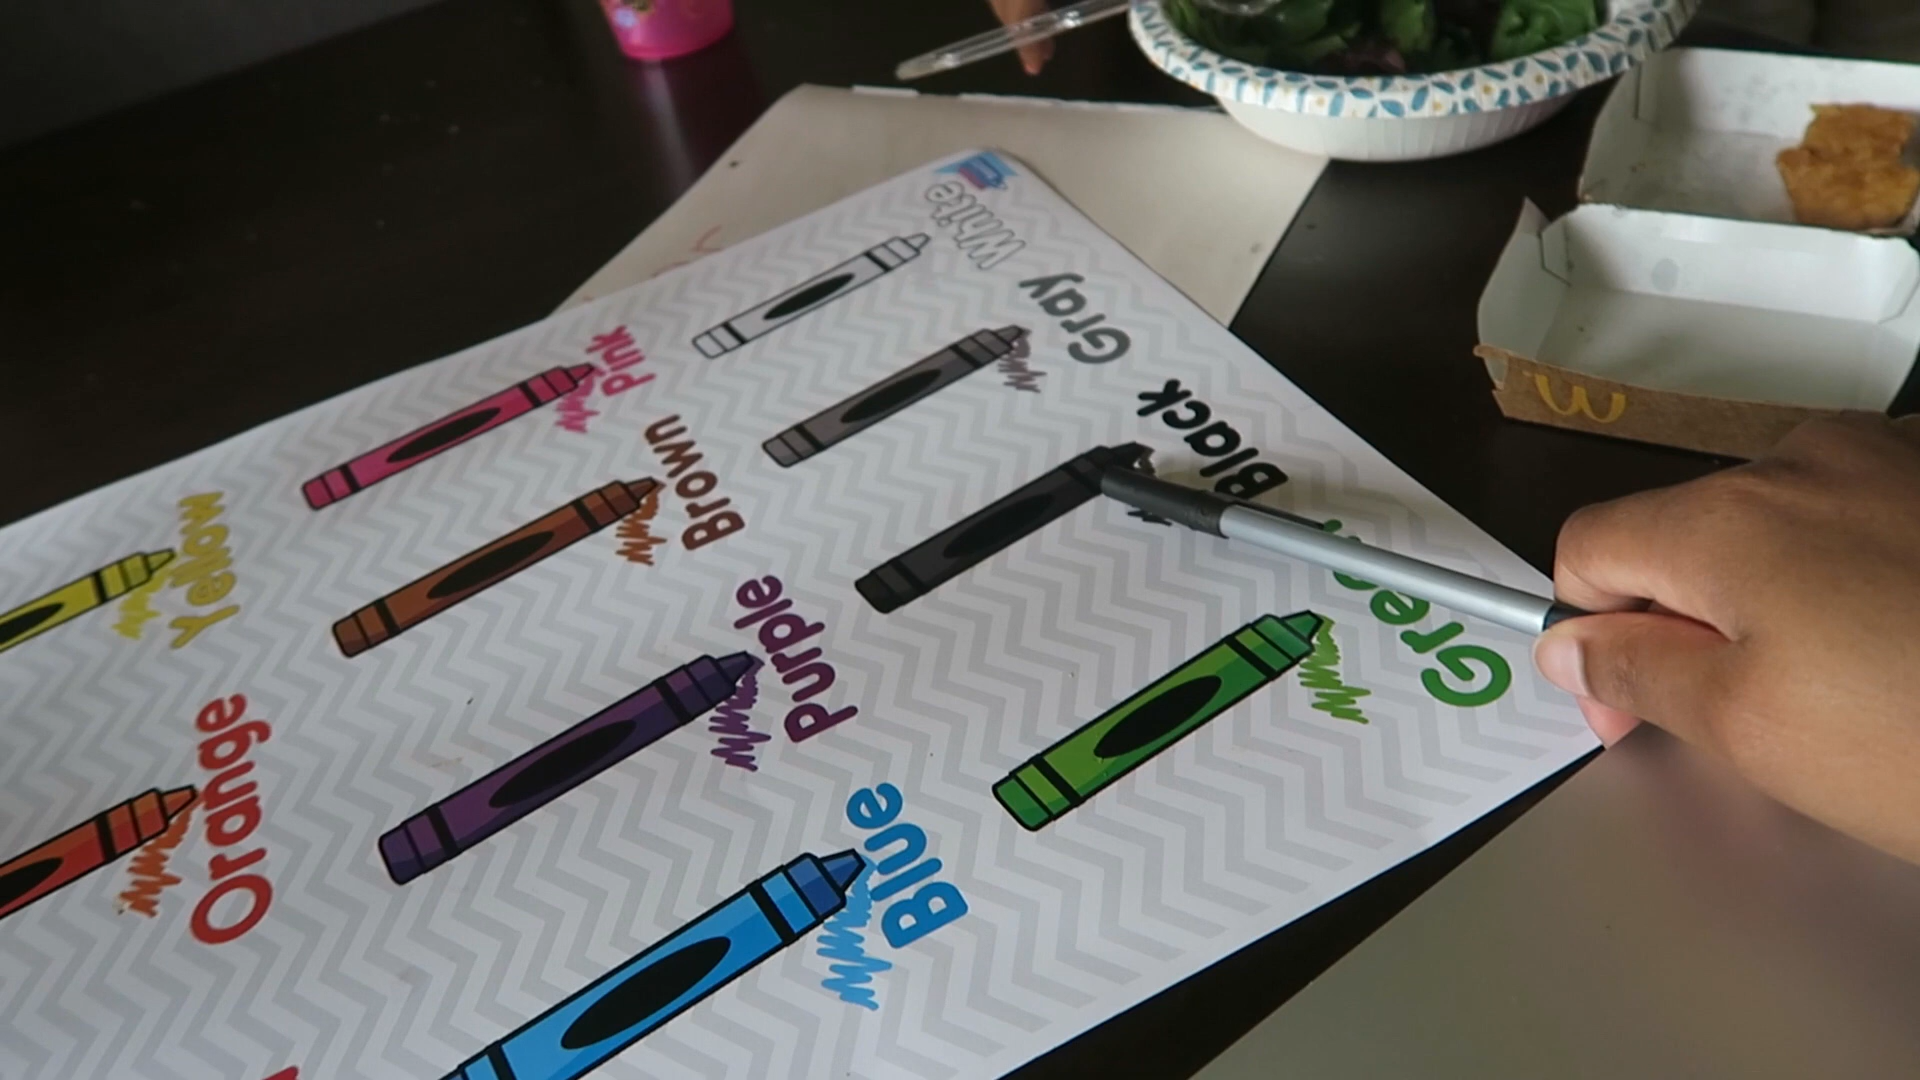 Orange
Blue
Yellow
Purple
Green
Pink
Brown
Black
Gray
White